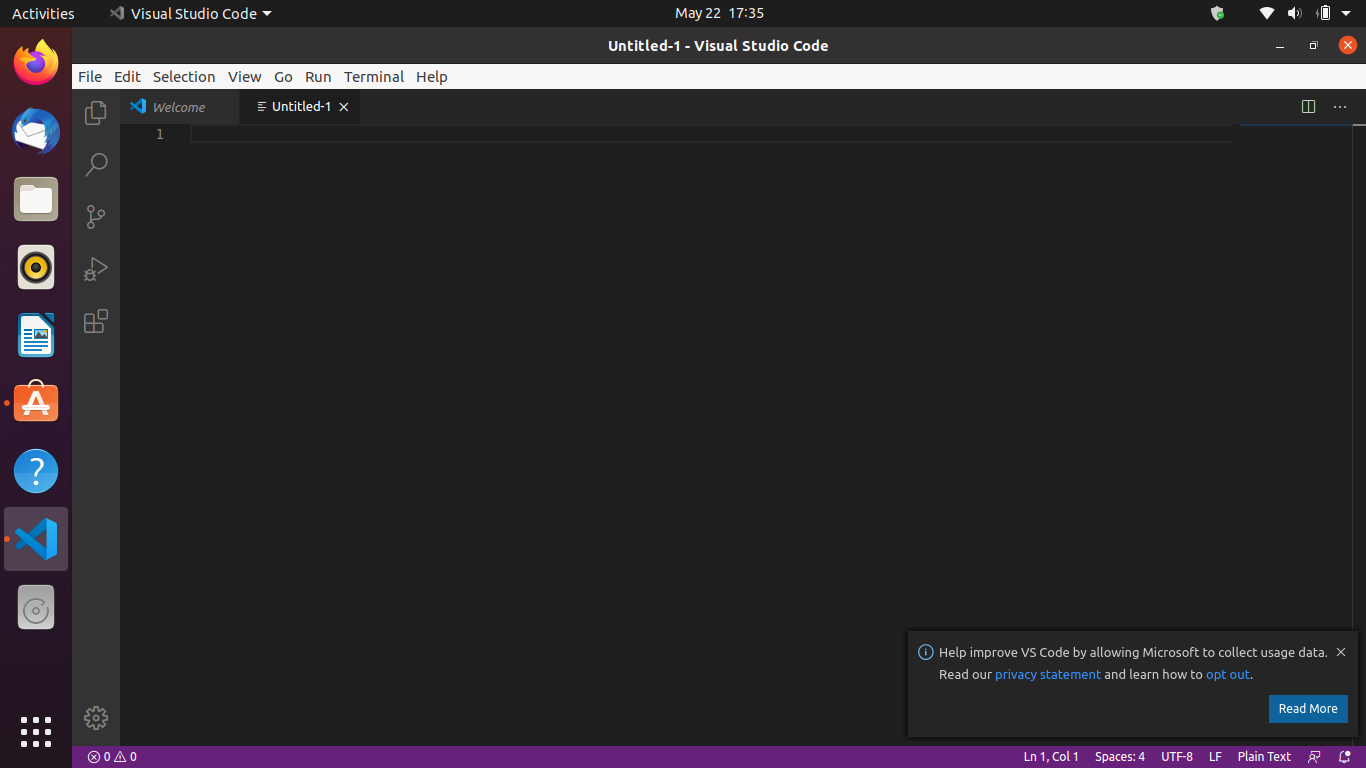 Activities Visual Studio Code May 22 17:35
Untitled-1 - Visual Studio Code
File Edit Selection View Go Run Terminal Help
Welcome Untitled-1
1
Help improve VS Code by allowing Microsoft to collect usage data.
Read our privacy statement and learn how to opt out.
Read More
0 0 Ln 1, Col 1 Spaces: 4 UTF-8 LF Plain Text